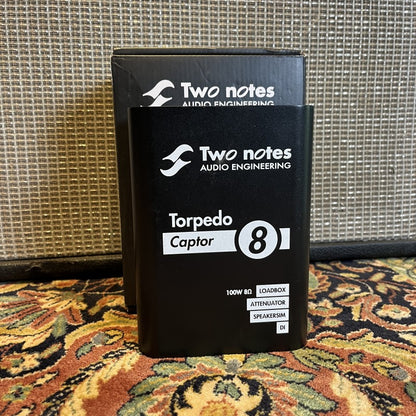 Two notes
AUDIO ENGINEERING
Two notes
AUDIO ENGINEERING
Torpedo
Captor 8
100W 8Ω LOADBOX
ATTENUATOR
SPEAKERSIM
DI